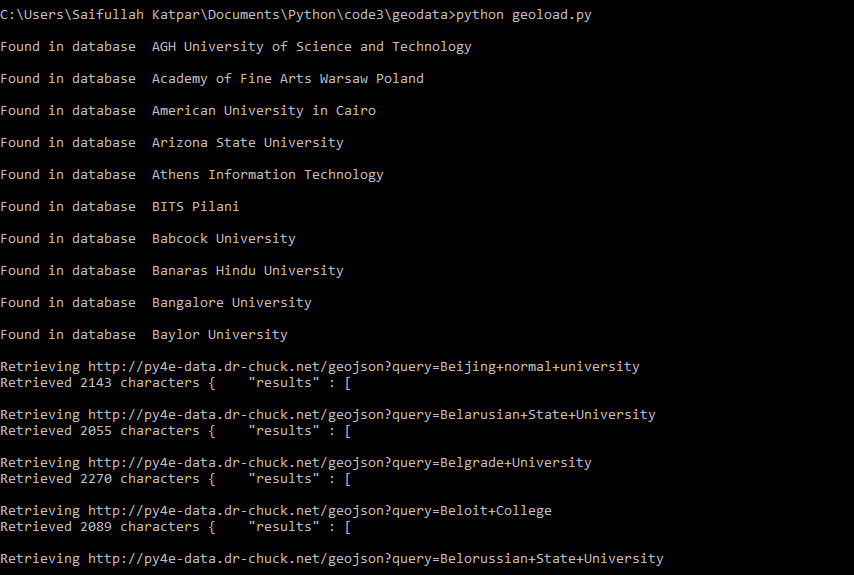 C:\Users\Saifullah Katpar\Documents\Python\code3\geodata>python geoload.py
Found in database  AGH University of Science and Technology
Found in database  Academy of Fine Arts Warsaw Poland
Found in database  American University in Cairo
Found in database  Arizona State University
Found in database  Athens Information Technology
Found in database  BITS Pilani
Found in database  Babcock University
Found in database  Banaras Hindu University
Found in database  Bangalore University
Found in database  Baylor University
Retrieving http://py4e-data.dr-chuck.net/geojson?query=Beijing+normal+university
Retrieved 2143 characters {    "results" : [
Retrieving http://py4e-data.dr-chuck.net/geojson?query=Belarusian+State+University
Retrieved 2055 characters {    "results" : [
Retrieving http://py4e-data.dr-chuck.net/geojson?query=Belgrade+University
Retrieved 2270 characters {    "results" : [
Retrieving http://py4e-data.dr-chuck.net/geojson?query=Beloit+College
Retrieved 2089 characters {    "results" : [
Retrieving http://py4e-data.dr-chuck.net/geojson?query=Belorussian+State+University